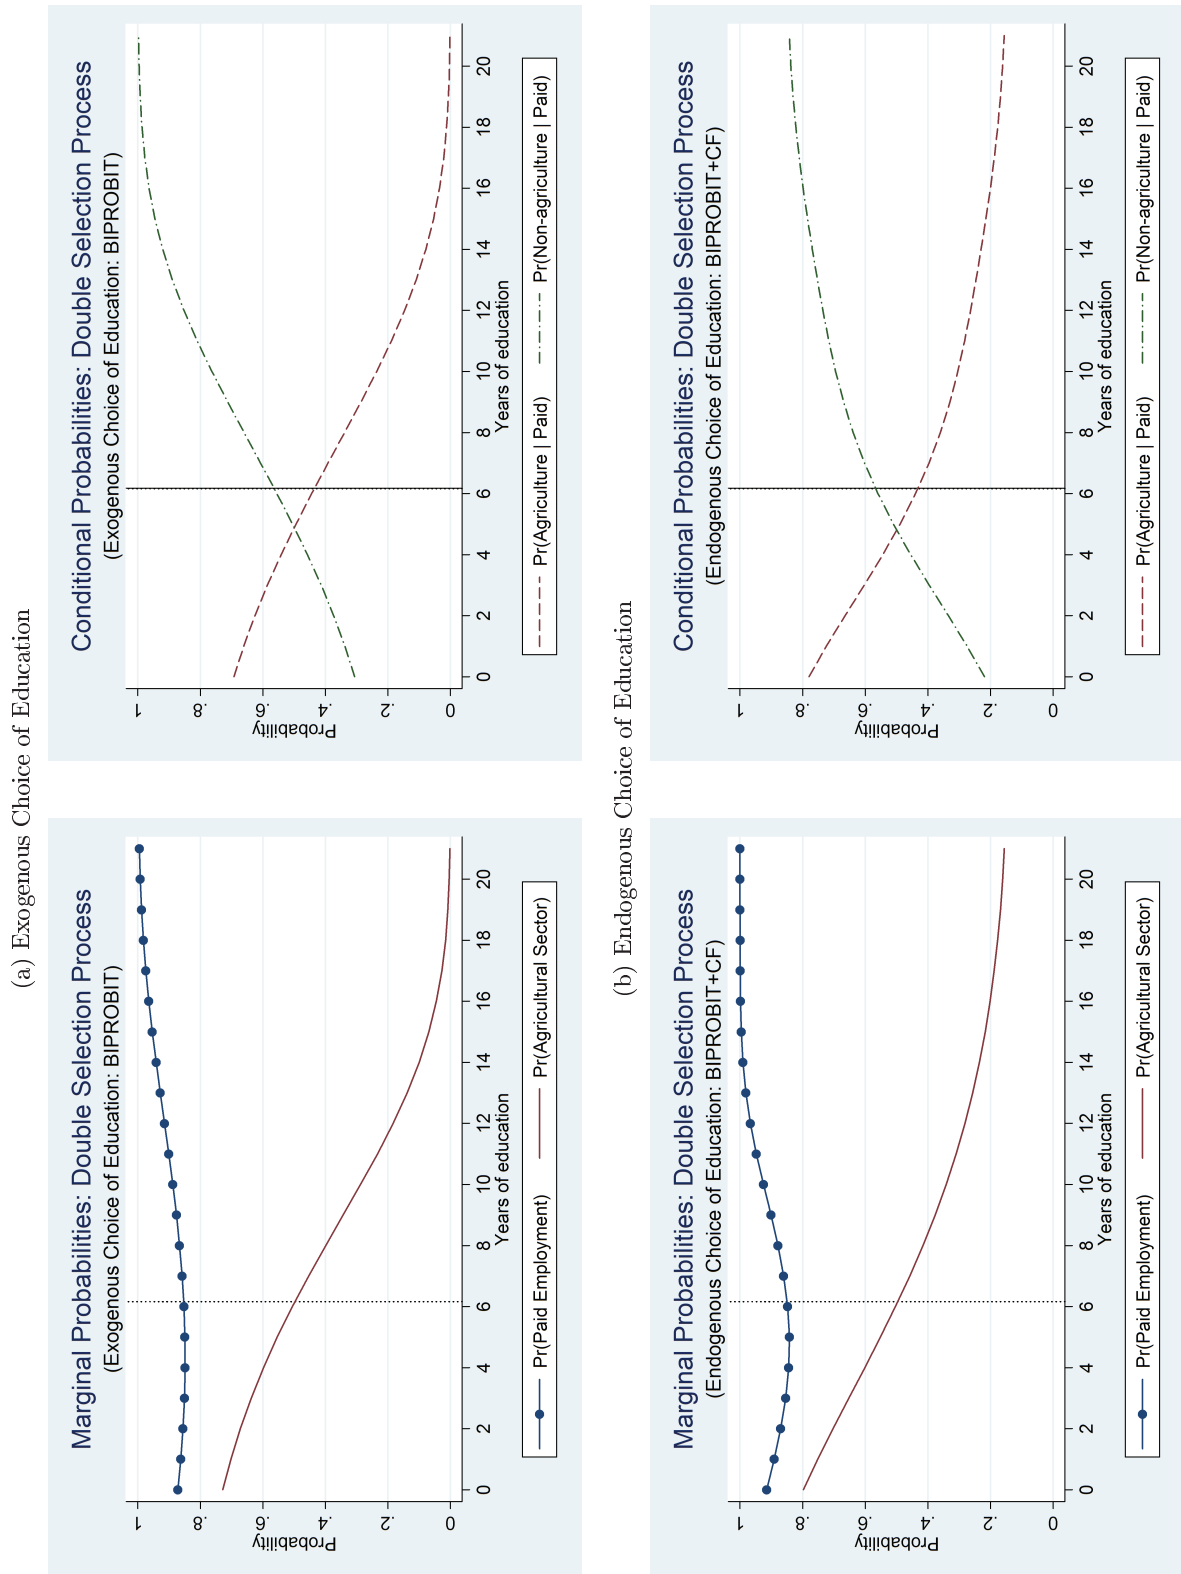 (a) Exogenous Choice of Education
Marginal Probabilities: Double Selection Process
(Exogenous Choice of Education: BIPROBIT)
Probability
1
.8
.6
.4
.2
0
0 2 4 6 8 10 12 14 16 18 20
Years of education
Pr(Paid Employment) Pr(Agricultural Sector)
Conditional Probabilities: Double Selection Process
(Exogenous Choice of Education: BIPROBIT)
Probability
1
.8
.6
.4
.2
0
0 2 4 6 8 10 12 14 16 18 20
Years of education
Pr(Agriculture | Paid) Pr(Non-agriculture | Paid)
(b) Endogenous Choice of Education
Marginal Probabilities: Double Selection Process
(Endogenous Choice of Education: BIPROBIT+CF)
Probability
1
.8
.6
.4
.2
0
0 2 4 6 8 10 12 14 16 18 20
Years of education
Pr(Paid Employment) Pr(Agricultural Sector)
Conditional Probabilities: Double Selection Process
(Endogenous Choice of Education: BIPROBIT+CF)
Probability
1
.8
.6
.4
.2
0
0 2 4 6 8 10 12 14 16 18 20
Years of education
Pr(Agriculture | Paid) Pr(Non-agriculture | Paid)